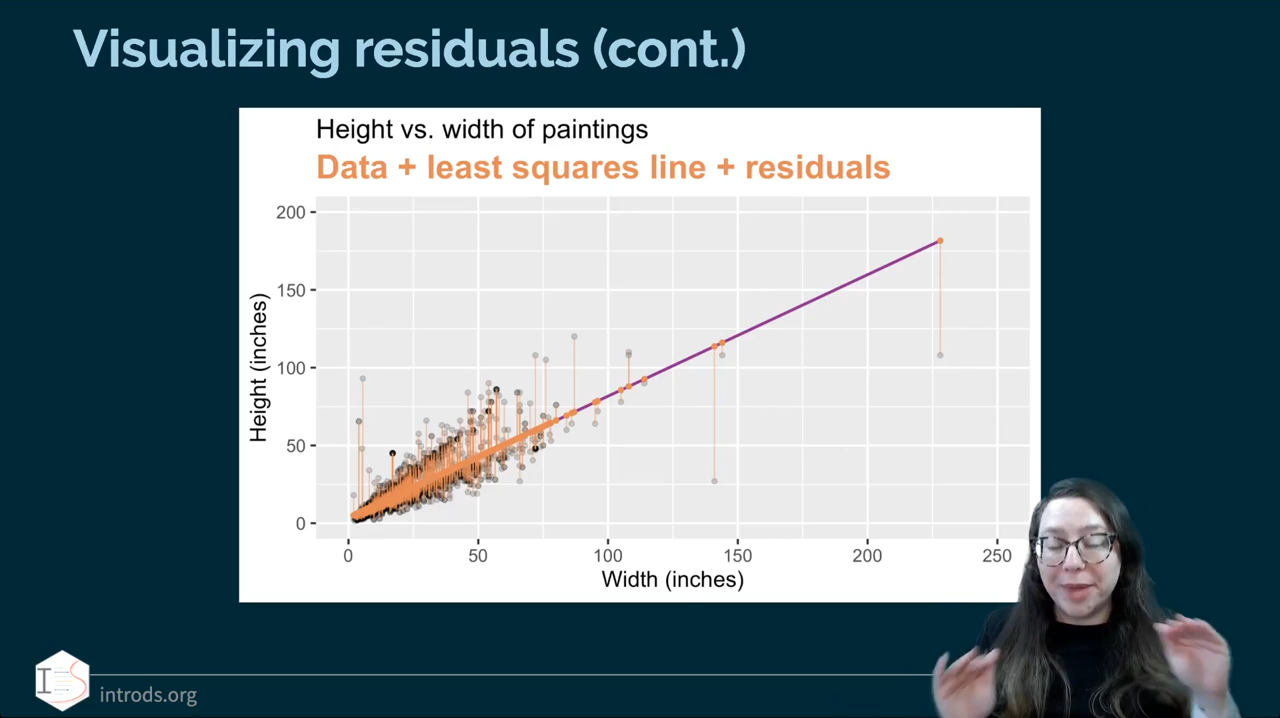 Visualizing residuals (cont.)
Height vs. width of paintings
Data + least squares line + residuals
200
150
100
50
0
Height (inches)
0 50 100 150 200 250
Width (inches)
IS
introds.org